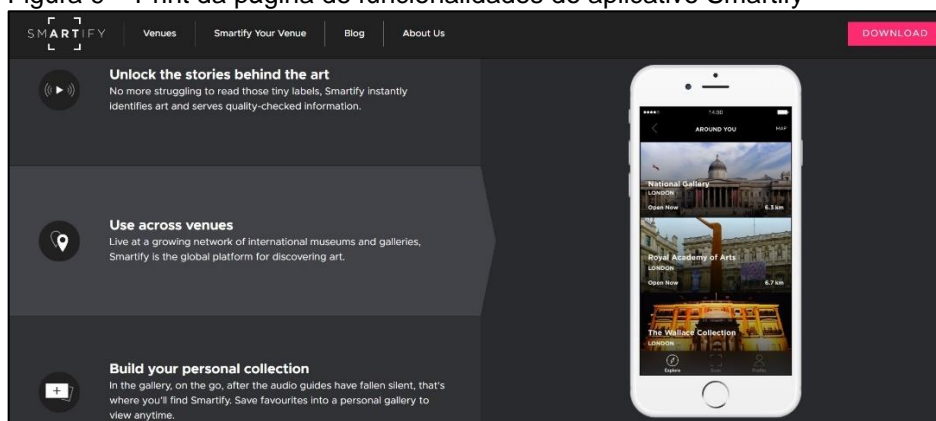 Figura 6 – Print da página de funcionalidades do aplicativo Smartify
SMARTIFY
Venues
Smartify Your Venue
Blog
About Us
DOWNLOAD
Unlock the stories behind the art
No more struggling to read those tiny labels, Smartify instantly
identifies art and serves quality-checked information.
Use across venues
Live at a growing network of international museums and galleries,
Smartify is the global platform for discovering art.
Build your personal collection
In the gallery, on the go, after the audio guides have fallen silent, that's
where you'll find Smartify. Save favourites into a personal gallery to
view anytime.
14:30
AROUND YOU
MAP
National Gallery
LONDON
Open Now
6.3 km
Royal Academy of Arts
LONDON
Open Now
6.7 km
The Wallace Collection
LONDON
Explore
Scan
Profile